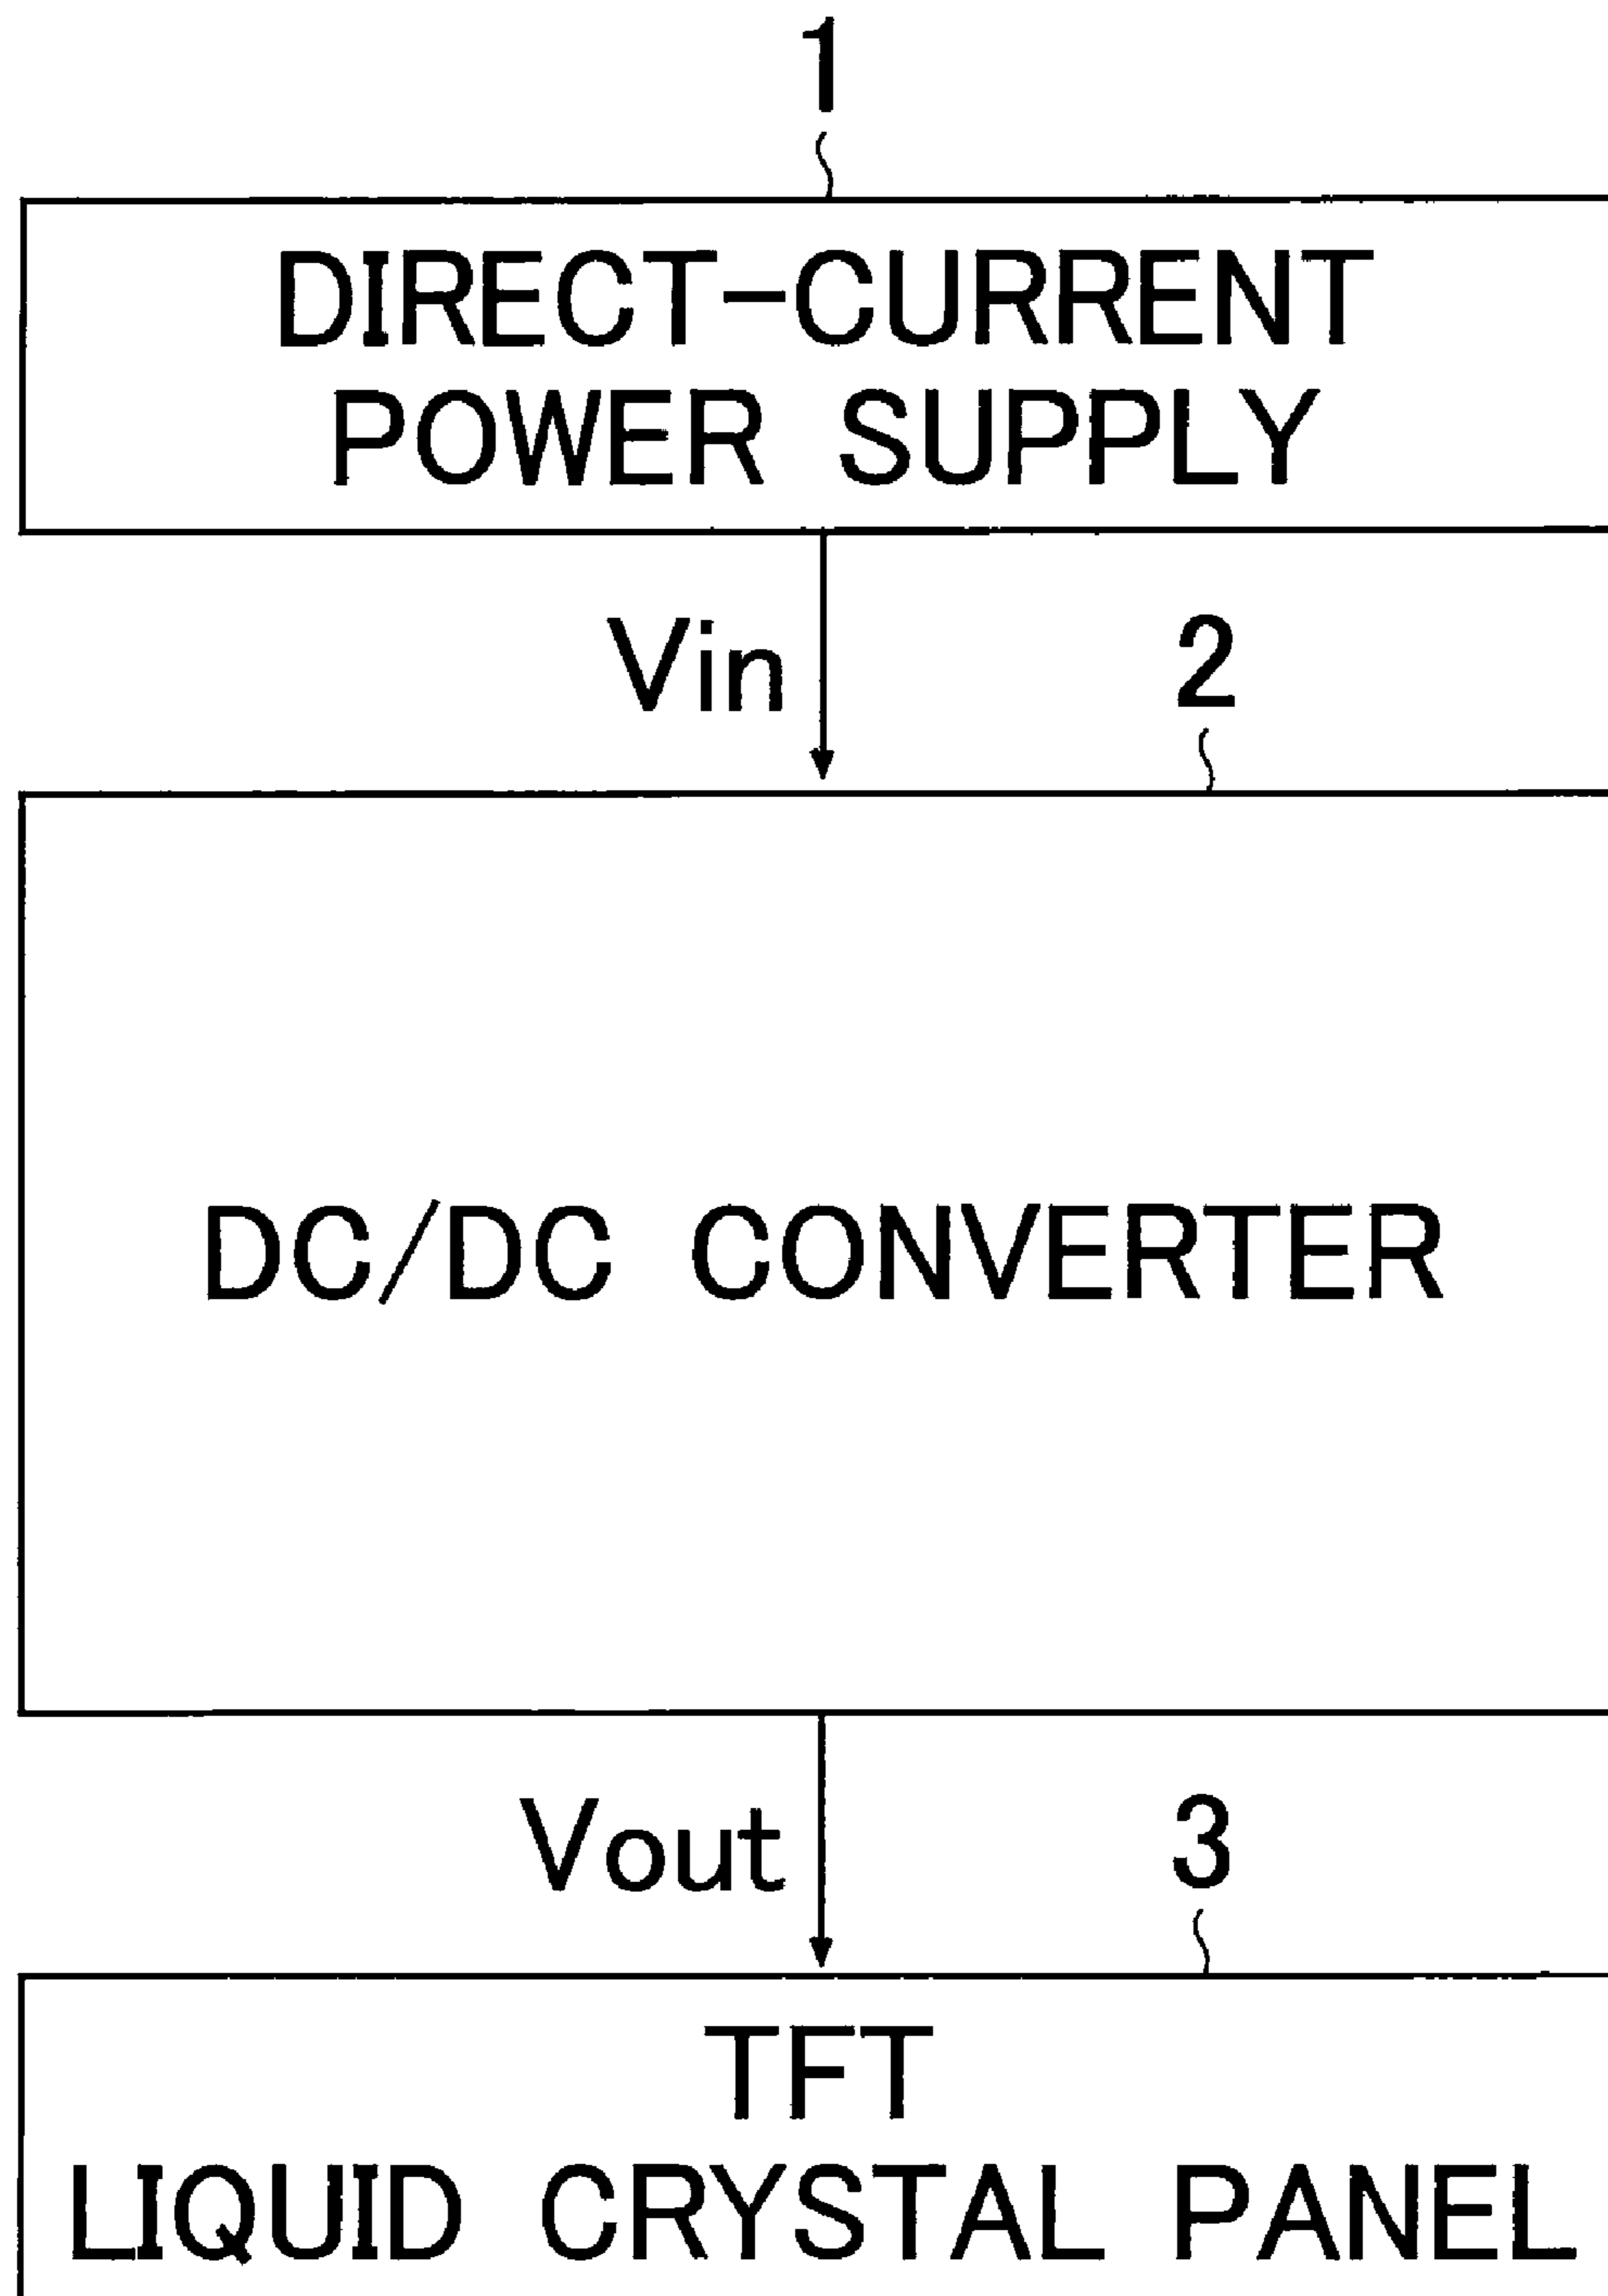 1
DIRECT-CURRENT
POWER SUPPLY
Vin
2
DC/DC CONVERTER
Vout
3
TFT
LIQUID CRYSTAL PANEL